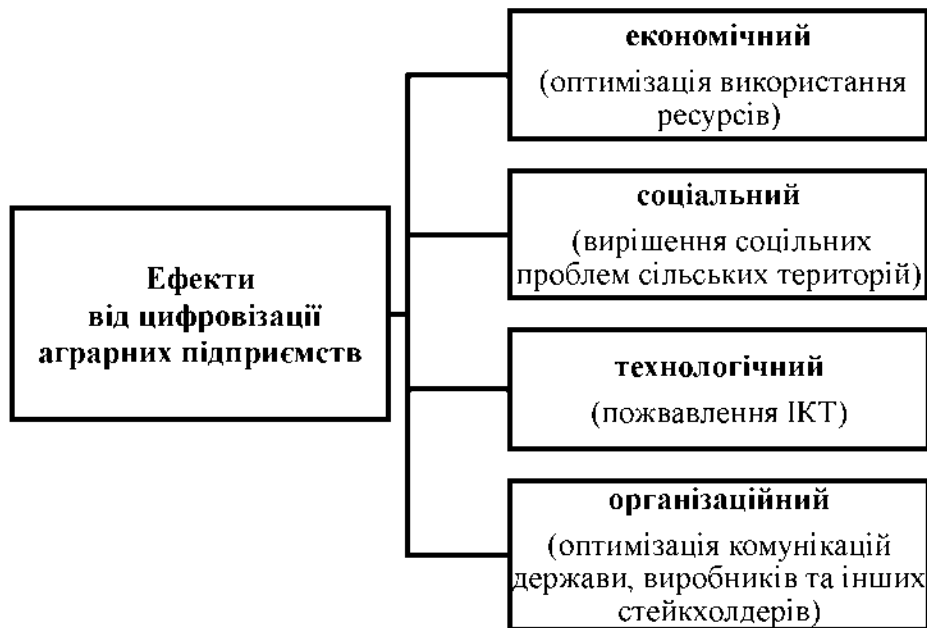 Ефекти
від цифровізації
аграрних підприємств
економічний
(оптимізація використання
ресурсів)
соціальний
(вирішення соцільних
проблем сільських територій)
технологічний
(пожвавлення ІКТ)
організаційний
(оптимізація комунікацій
держави, виробників та інших
стейкхолдерів)